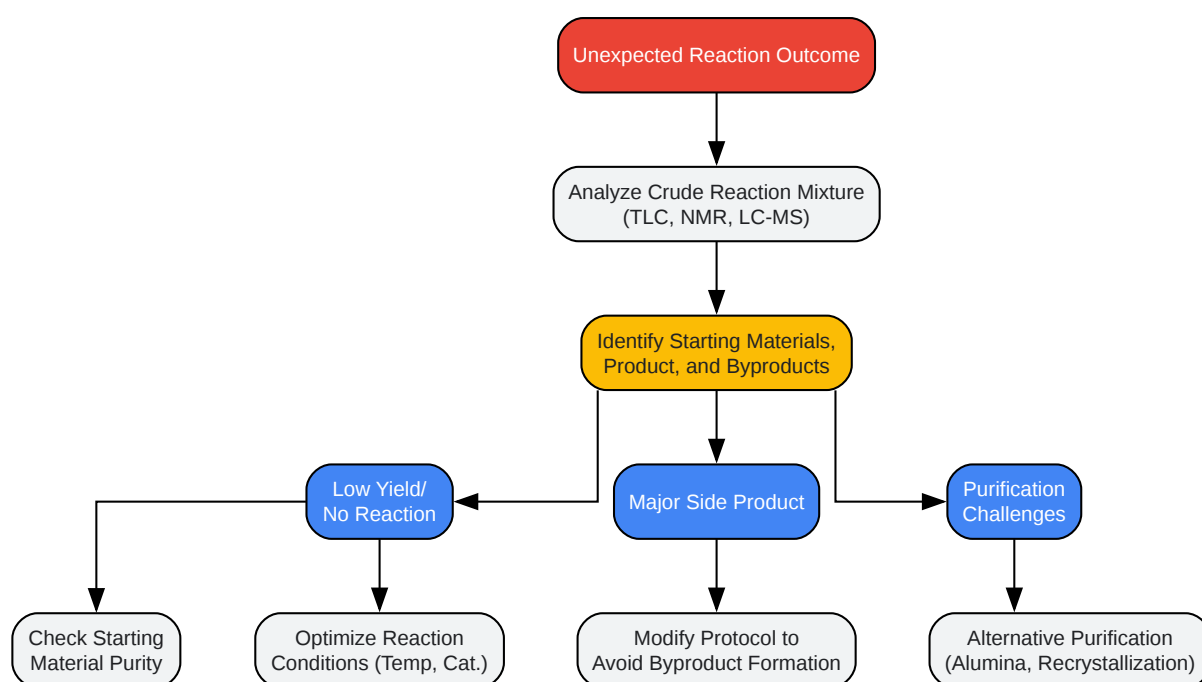 Unexpected Reaction Outcome
Analyze Crude Reaction Mixture
(TLC, NMR, LC-MS)
Identify Starting Materials,
Product, and Byproducts
Low Yield/
No Reaction
Major Side Product
Purification
Challenges
Check Starting
Material Purity
Optimize Reaction
Conditions (Temp, Cat.)
Modify Protocol to
Avoid Byproduct Formation
Alternative Purification
(Alumina, Recrystallization)